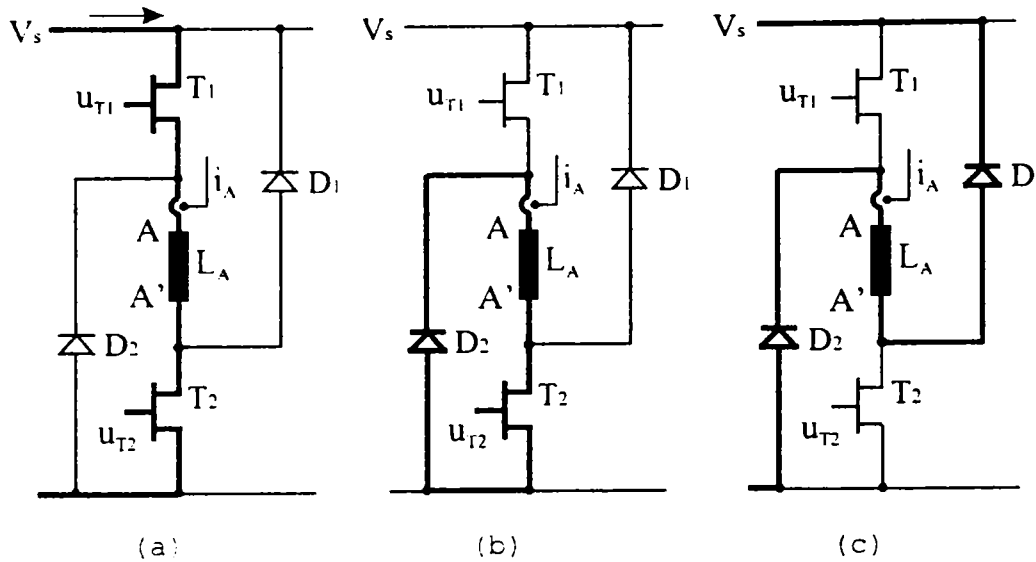 Vs
T1
uT1
iA
D1
A
LA
A'
D2
T2
uT2
(a)
Vs
T1
uT1
iA
D1
A
LA
A'
D2
T2
uT2
(b)
Vs
T1
uT1
iA
D
A
LA
A'
D2
T2
uT2
(c)